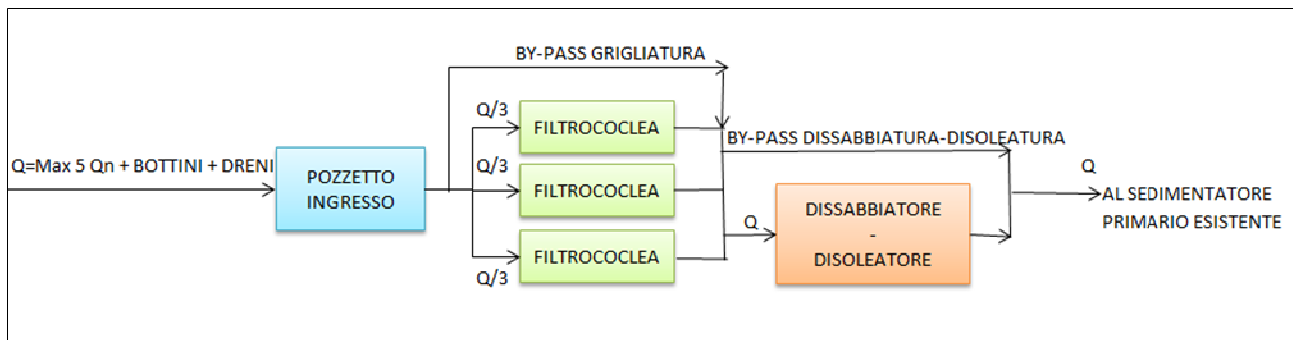 BY-PASS GRIGLIATURA
Q/3
FILTROCOCLEA
BY-PASS DISSABBIATURA-DISOLEATURA
Q=Max 5 Qn + BOTTINI + DRENI
POZZETTO
INGRESSO
Q/3
FILTROCOCLEA
Q
AL SEDIMENTATORE
PRIMARIO ESISTENTE
Q
DISSABBIATORE
-
DISOLEATORE
FILTROCOCLEA
Q/3